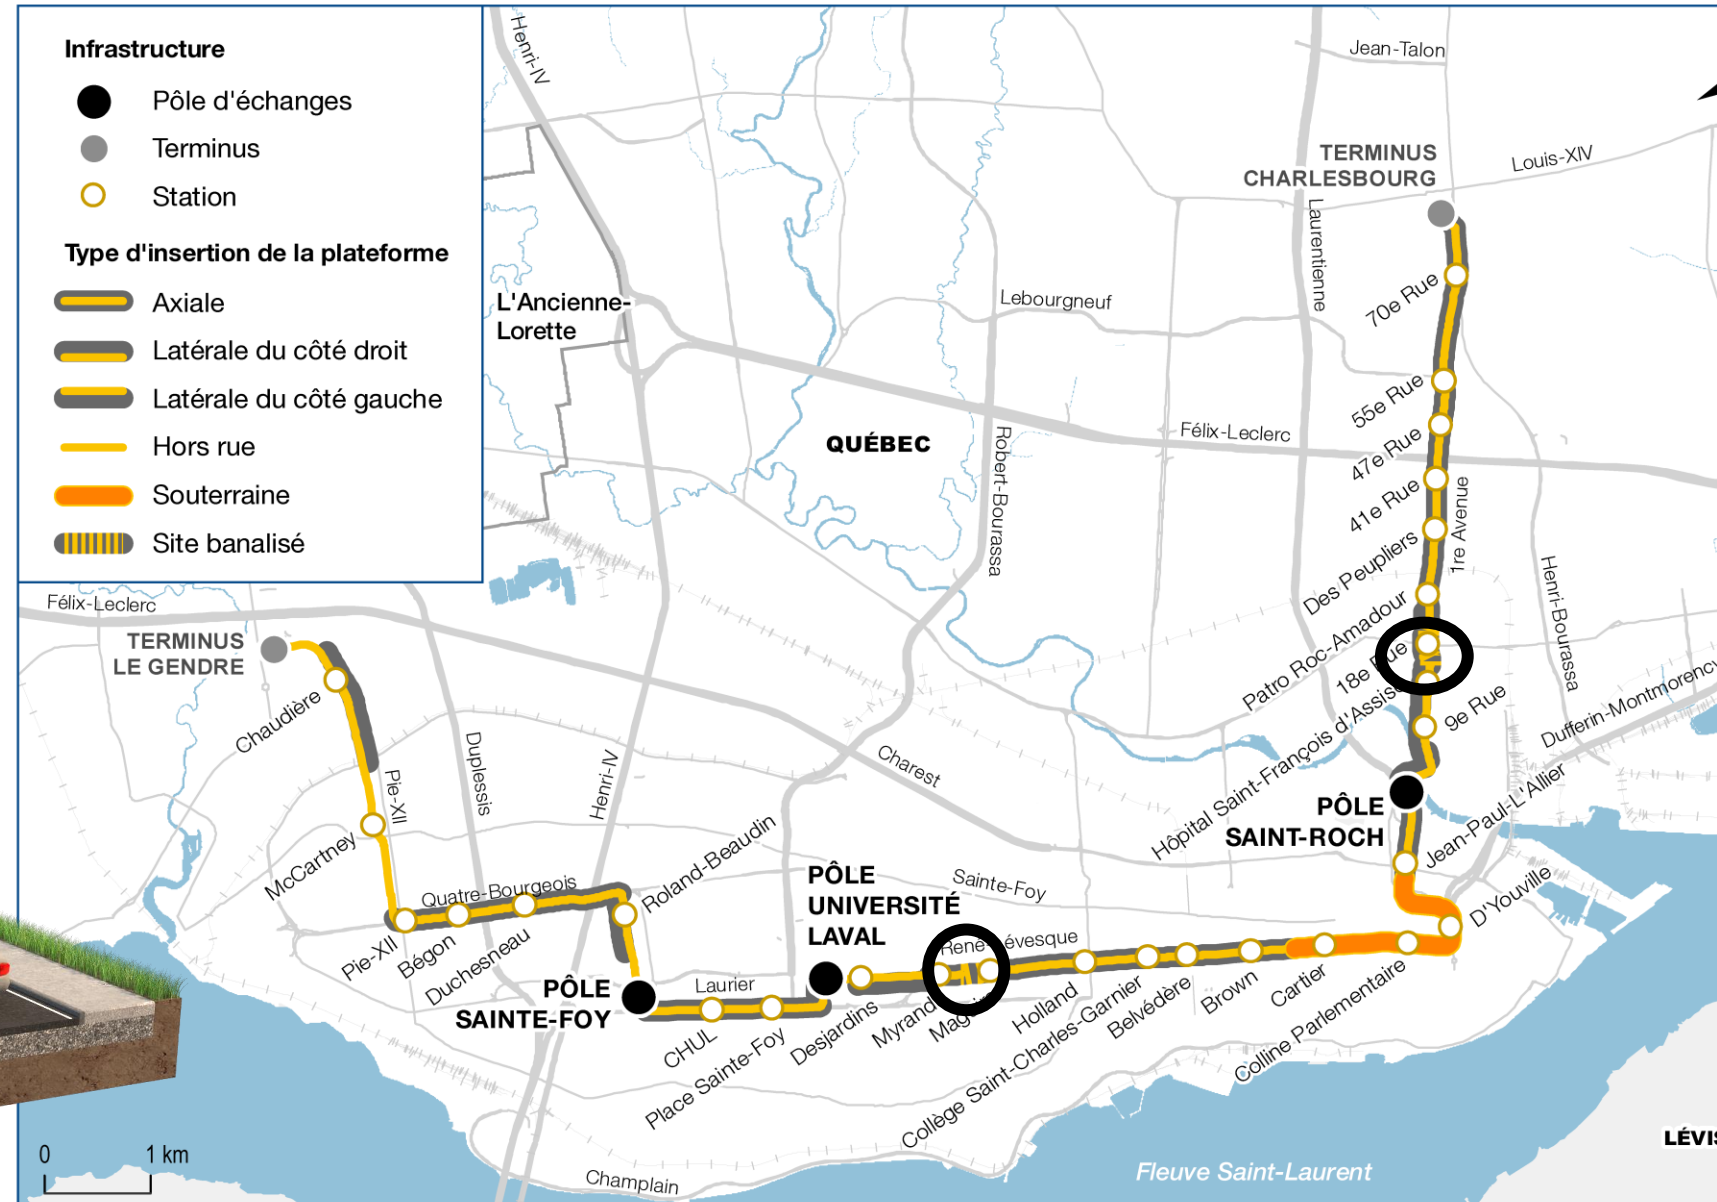 Infrastructure
Pôle d'échanges
Terminus
Station
Type d'insertion de la plateforme
Axiale
Latérale du côté droit
Latérale du côté gauche
Hors rue
Souterraine
Site banalisé
Henri-IV
Jean-Talon
TERMINUS
CHARLESBOURG
Louis-XIV
Laurentienne
L'Ancienne-
Lorette
Lebourgneuf
70e Rue
55e Rue
QUÉBEC
Félix-Leclerc
47e Rue
Robert-Bourassa
41e Rue
1re Avenue
Des Peupliers
Henri-Bourassa
Félix-Leclerc
TERMINUS
LE GENDRE
Patro Roc-Amadour
18e Rue
Hôpital Saint-François d'Assise
9e Rue
Dufferin-Montmorency
Chaudière
Duplessis
Henri-IV
Charest
Pie-XII
PÔLE
SAINT-ROCH
Jean-Paul-L'Allier
McCartney
Quatre-Bourgeois
Roland-Beaudin
PÔLE
UNIVERSITÉ
LAVAL
Sainte-Foy
D'Youville
René-Lévesque
Pie-XII
Bégon
Duchesneau
PÔLE
SAINTE-FOY
Laurier
CHUL
Place Sainte-Foy
Desjardins
Myrand
Holland
Collège Saint-Charles-Garnier
Belvédère
Brown
Cartier
Colline Parlementaire
0 1 km
Champlain
Fleuve Saint-Laurent